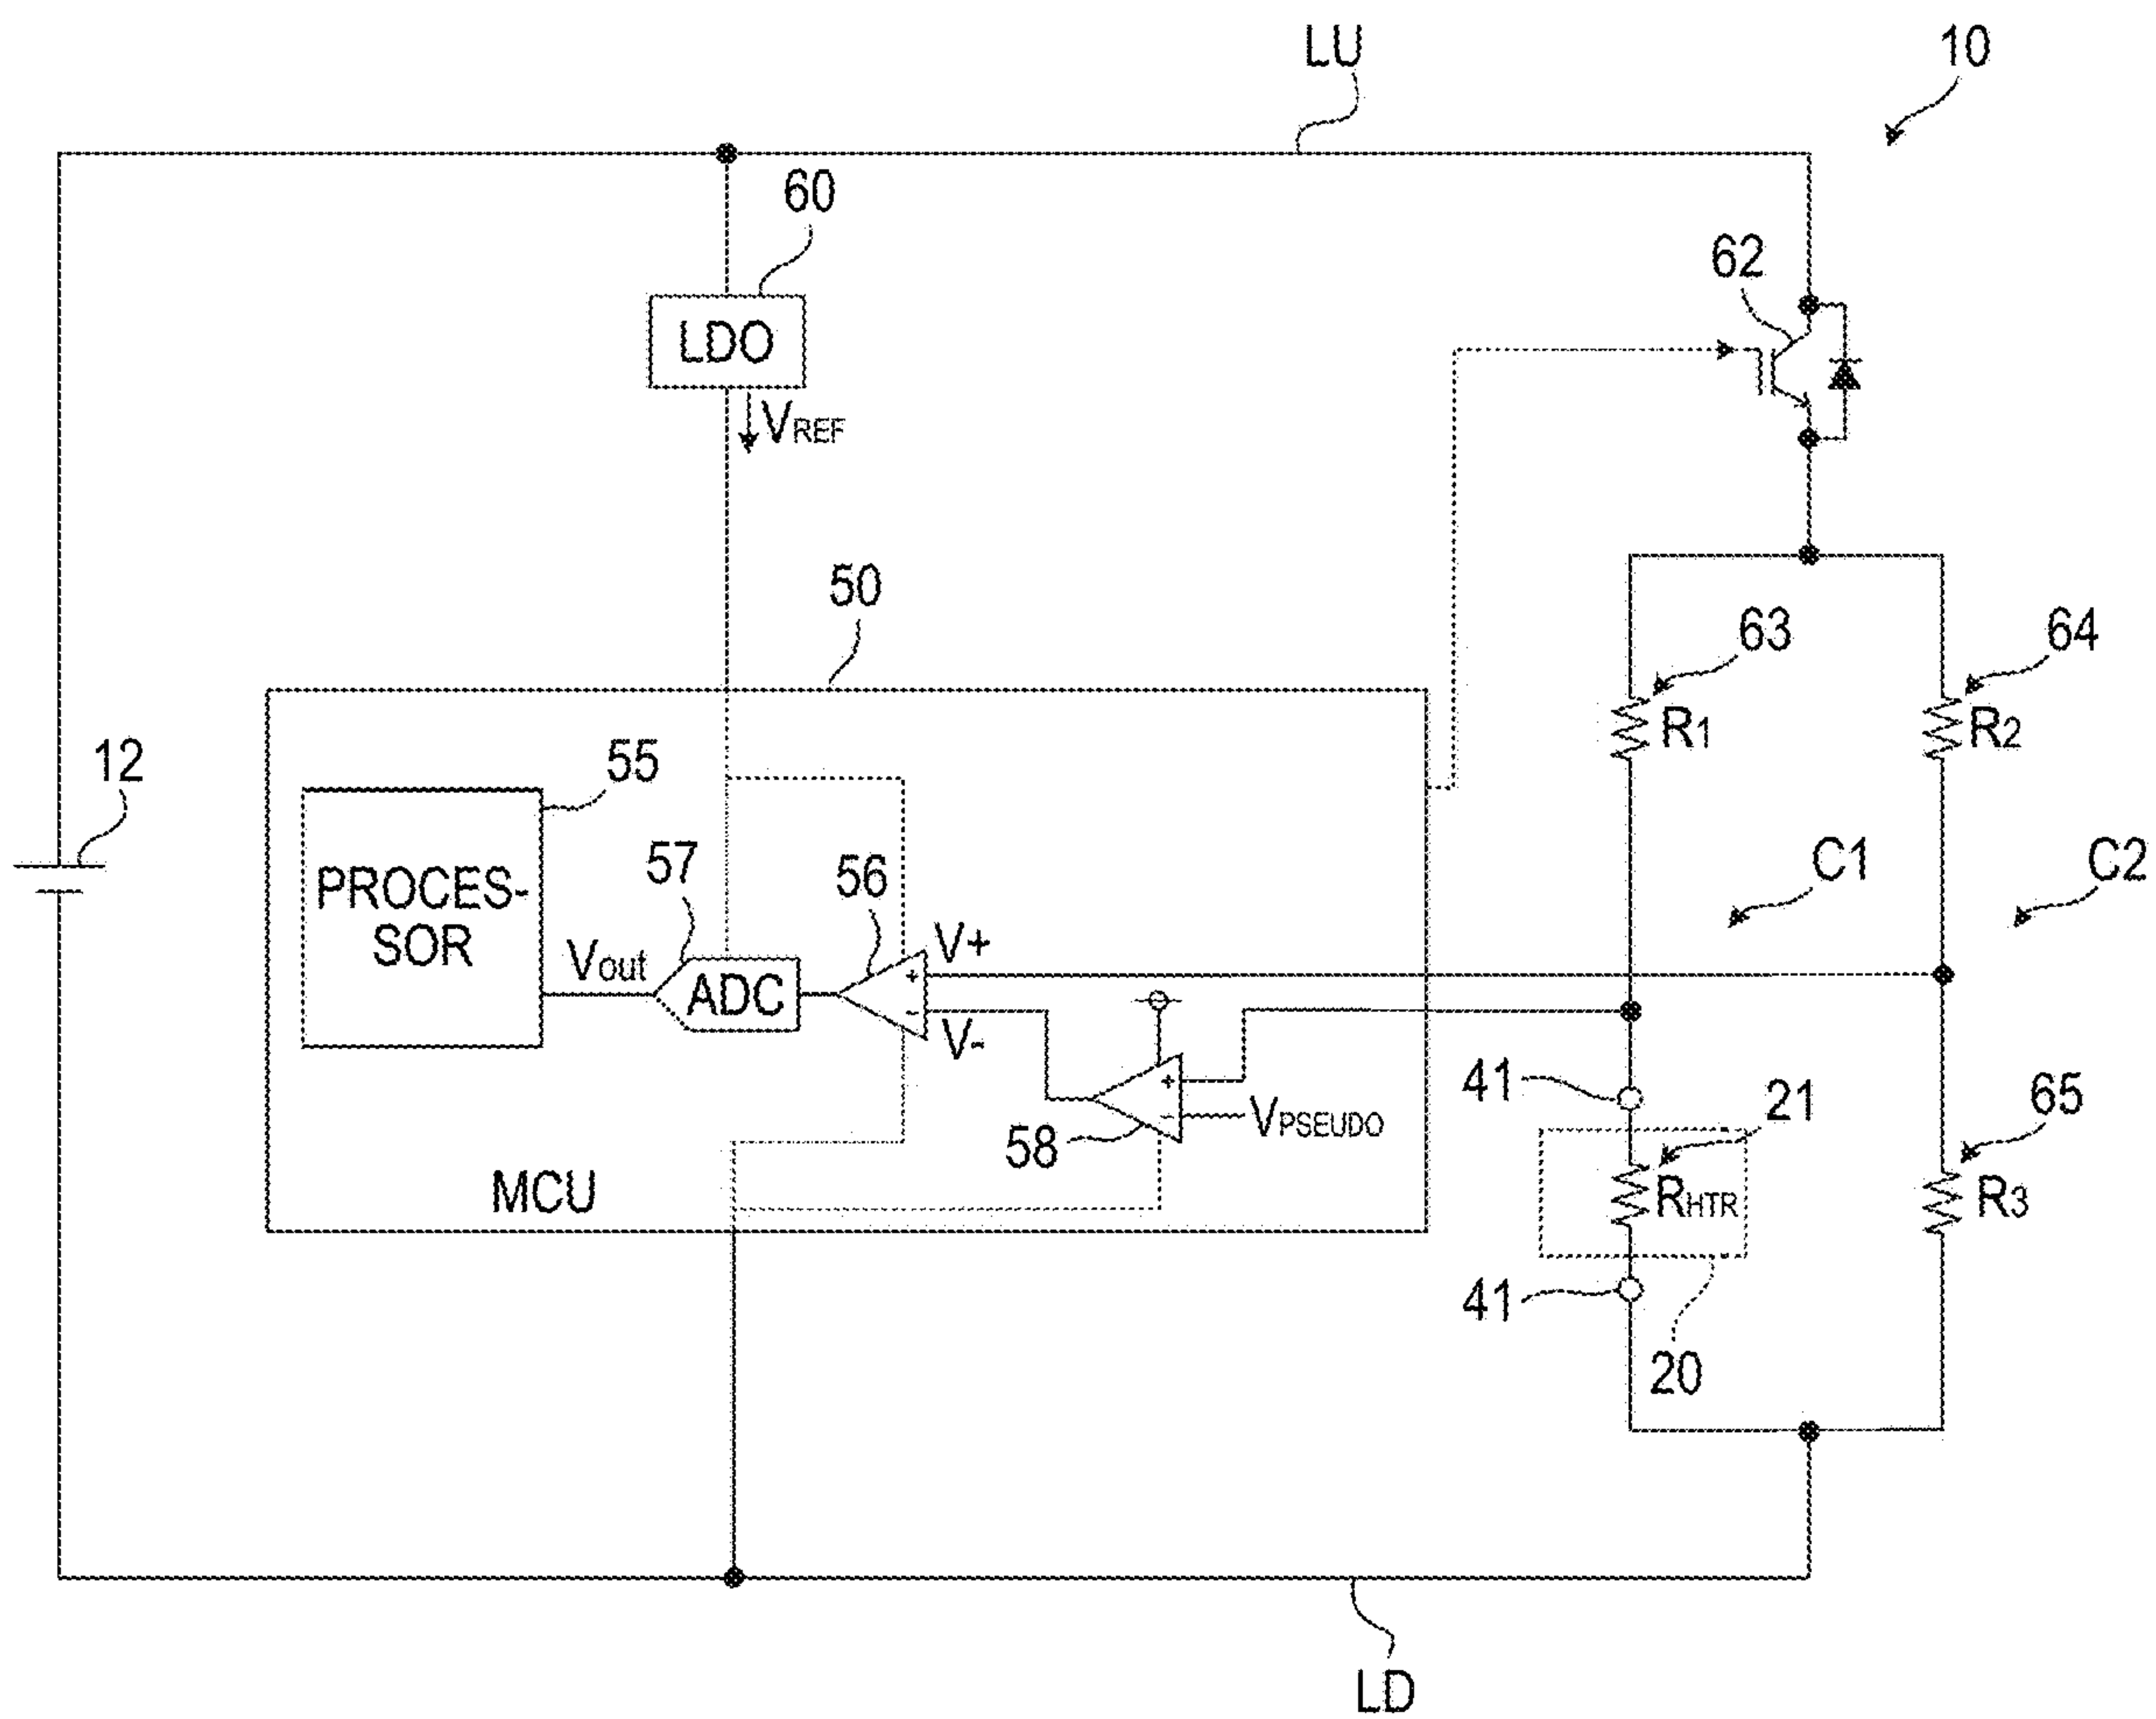 LU
10
60
62
LDO
VREF
50
63
64
R1
R2
12
55
57
56
C1
C2
PROCES-
SOR
Vout
ADC
V+
+
-
V-
41
21
65
+
-
VPSEUDO
58
MCU
RHTR
R3
41
20
LD